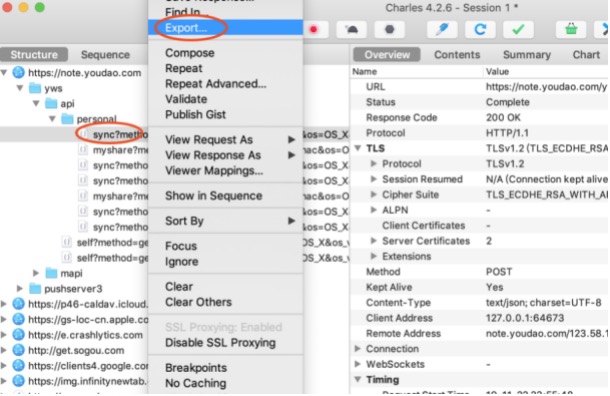 Charles 4.2.6 - Session 1 *
Find In...
Export...
Structure
Sequence
Overview
Contents
Summary
Ch
Compose
Repeat
Repeat Advanced...
Validate
Publish Gist
View Request As
View Response As
Viewer Mappings...
Show in Sequence
Sort By
Focus
Ignore
Clear
Clear Others
SSL Proxying: Enabled
Disable SSL Proxying
Breakpoints
No Caching
https://note.youdao.com
yws
api
personal
sync?metho &os=OS_X
myshare?me mac&os=OS
sync?metho &os=OS_X
sync?metho &os=OS_X
myshare?me mac&os=OS
sync?metho &os=OS_X
sync?metho &os=OS_X
self?method=ge OS_X&os_v
self?method=ge OS_X&os_v
mapi
pushserver3
https://p46-caldav.icloud.
https://gs-loc-cn.apple.co
https://e.crashlytics.com
http://get.sogou.com
https://clients4.google.co
https://img.infinitynewtab.
Name Value
URL https://note.youdao.com/y
Status Complete
Response Code 200 OK
Protocol HTTP/1.1
TLS TLSv1.2 (TLS_ECDHE_RSA
Protocol TLSv1.2
Session Resumed N/A (Connection kept alive
Cipher Suite TLS_ECDHE_RSA_WITH_A
ALPN -
Client Certificates -
Server Certificates 2
Extensions
Method POST
Kept Alive Yes
Content-Type text/json; charset=UTF-8
Client Address 127.0.0.1:64673
Remote Address note.youdao.com/123.58.1
Connection
WebSockets -
Timing